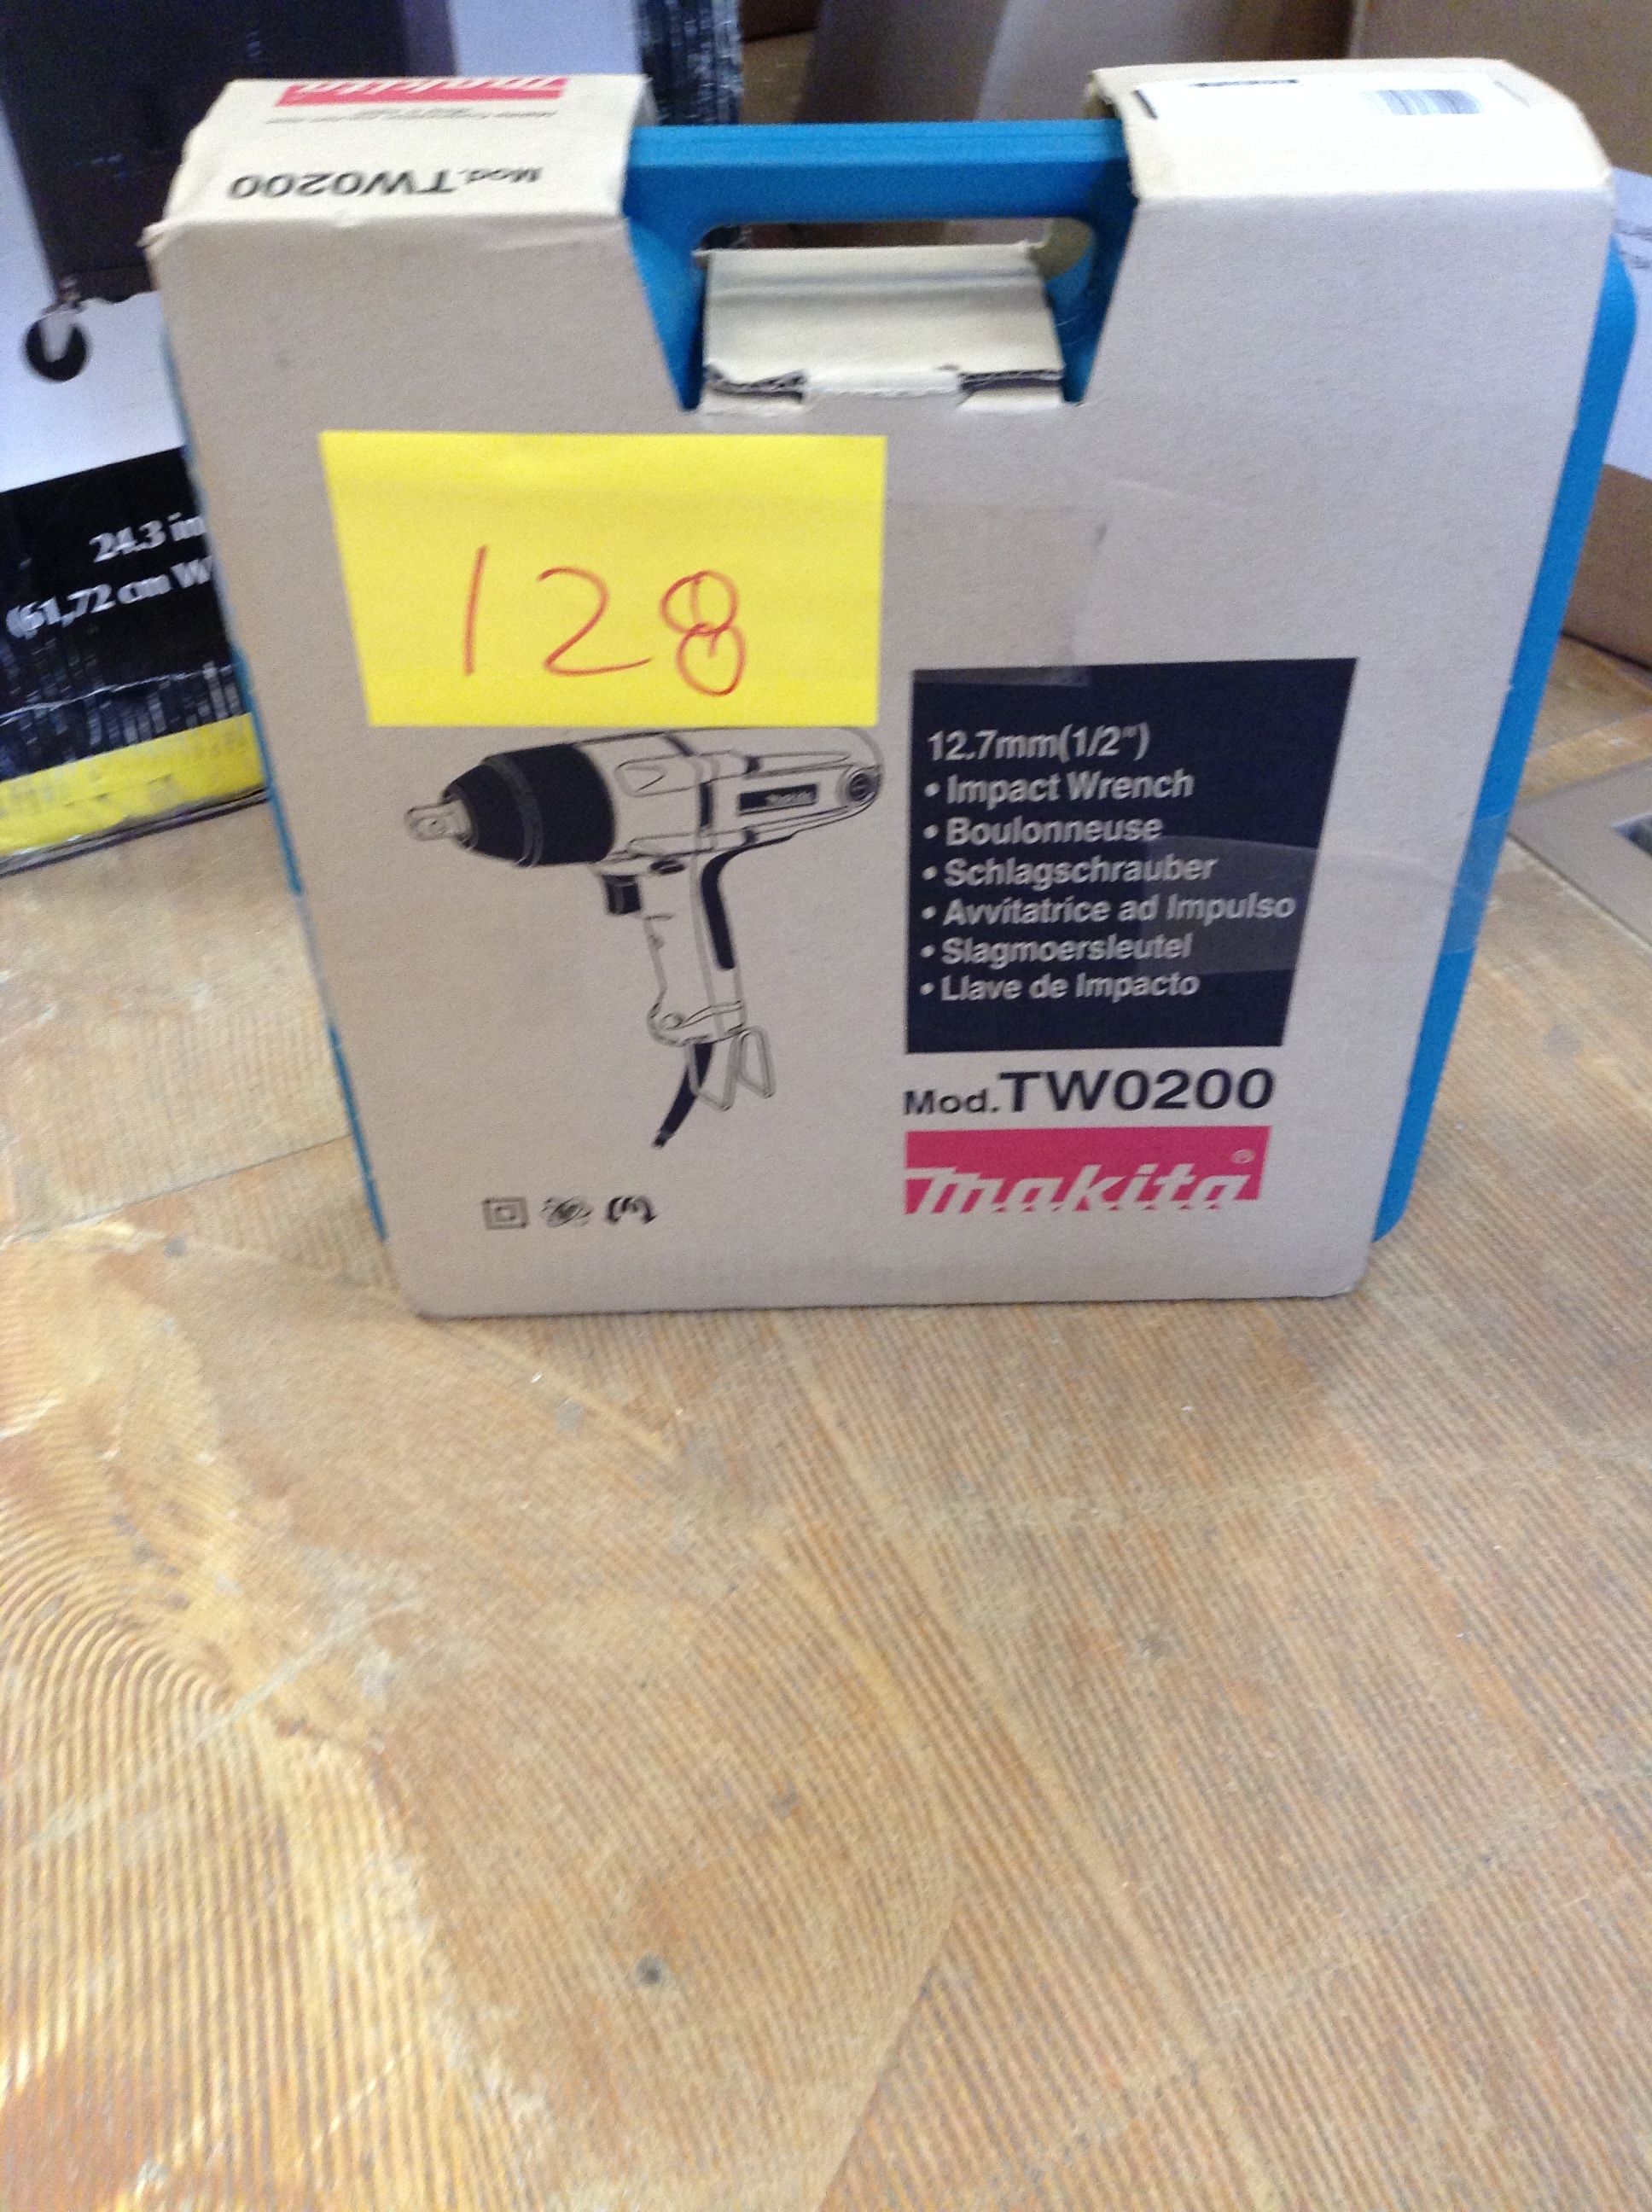 makita
Mod.TW0200
24.3 in
(61,72 cm W
128
12.7mm(1/2")
• Impact Wrench
• Boulonneuse
• Schlagschrauber
• Avvitatrice ad Impulso
• Slagmoersleutel
• Llave de Impacto
Mod.TW0200
makita®